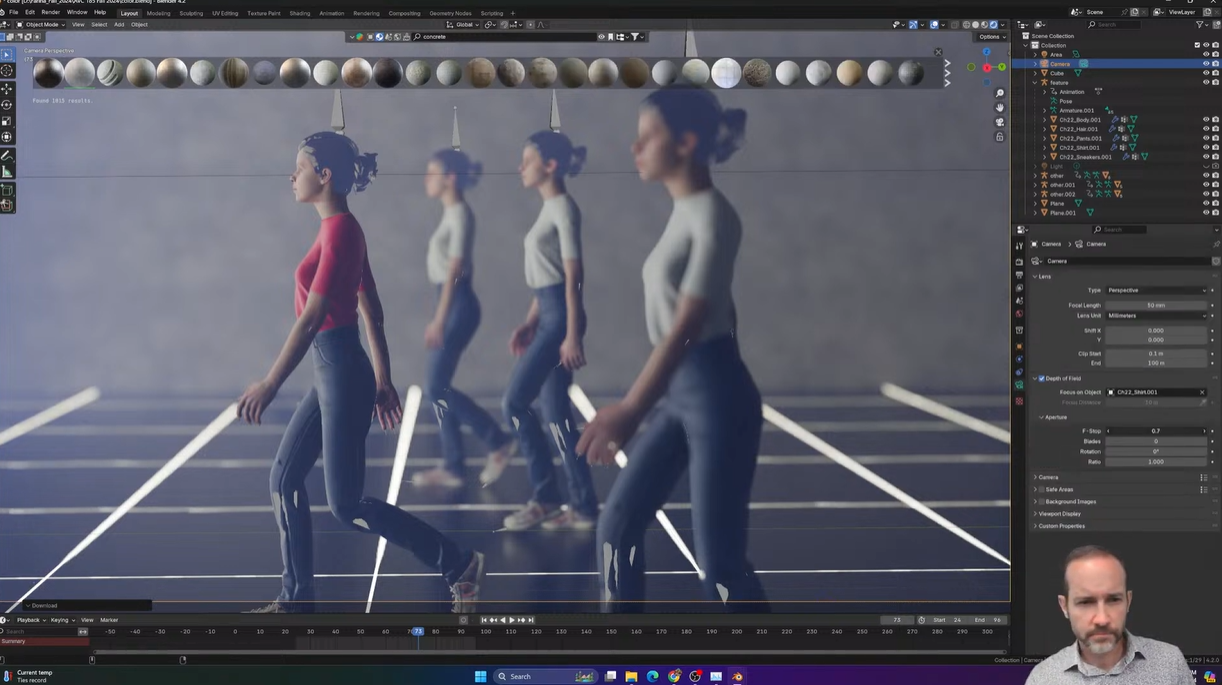 File Edit Render Window Help Layout Modeling Sculpting UV Editing Texture Paint Shading Animation Rendering Compositing Geometry Nodes Scripting
Scene
ViewLayer
Object Mode
View Select Add Object
Global
Search
Options
concrete
Camera Perspective
Found 1013 results.
Scene Collection
Collection
Area
Camera
Cube
feature
Animation
Pose
Armature.001
Ch22_Body.001
Ch22_Hair.001
Ch22_Pants.001
Ch22_Shirt.001
Ch22_Sneakers.001
Light
other
other.001
other.003
Plane
Plane.001
Search
Camera > Camera
Camera
Lens
Type Perspective
Focal Length 50 mm
Lens Unit Millimeters
Shift X 0.000
Y 0.000
Clip Start 0.1 m
End 100 m
Depth of Field
Focus on Object Ch22_Shirt.001
Focus Distance
Aperture
F-Stop 0.7
Blades 0
Rotation 0°
Ratio 1.000
Camera
Safe Areas
Background Images
Viewport Display
Custom Properties
Download
Playback Keying View Marker
73 Start 24 End 96
Search
-50 -40 -30 -20 -10 0 10 20 30 40 50 60 73 80 90 100 110 120 130 140 150 160 170 180 190 200 210 220 230 240 250 260 270 280 290 300
Summary
Current temp
Ties record
Search